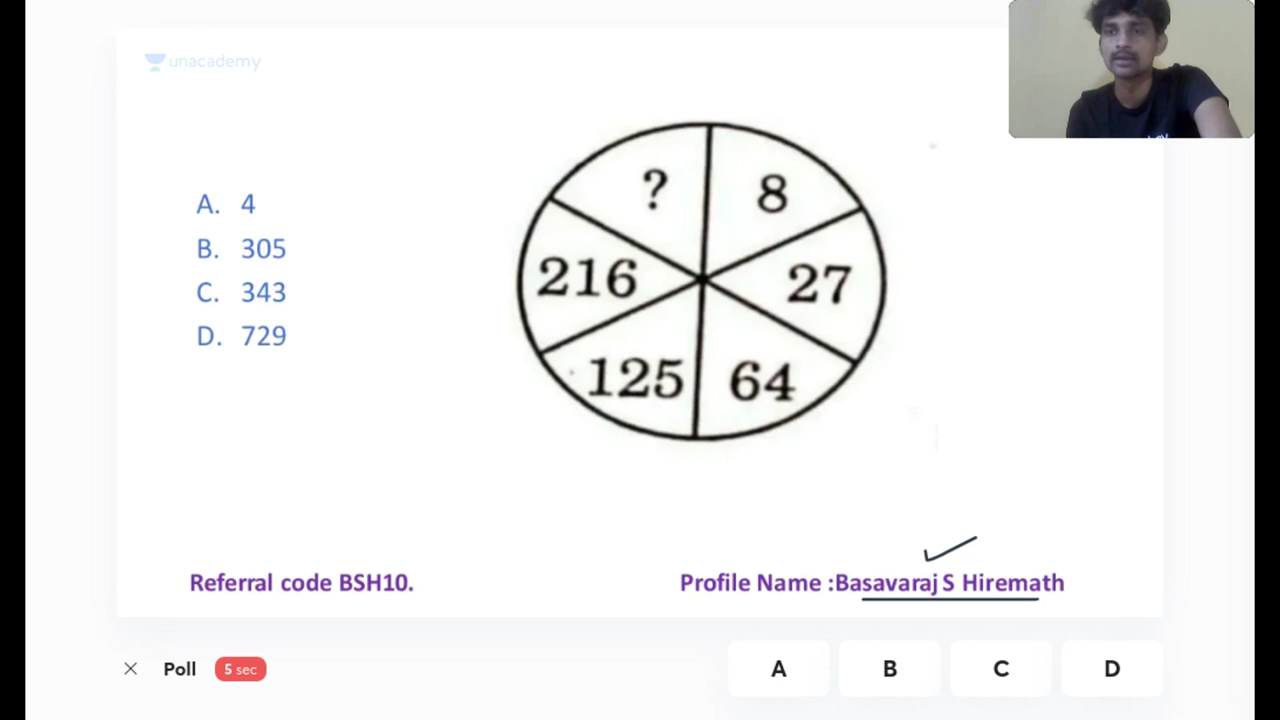 unacademy
A. 4
B. 305
C. 343
D. 729
? 8
216 27
125 64
Referral code BSH10.
Profile Name :Basavaraj S Hiremath
Poll 5 sec A B C D